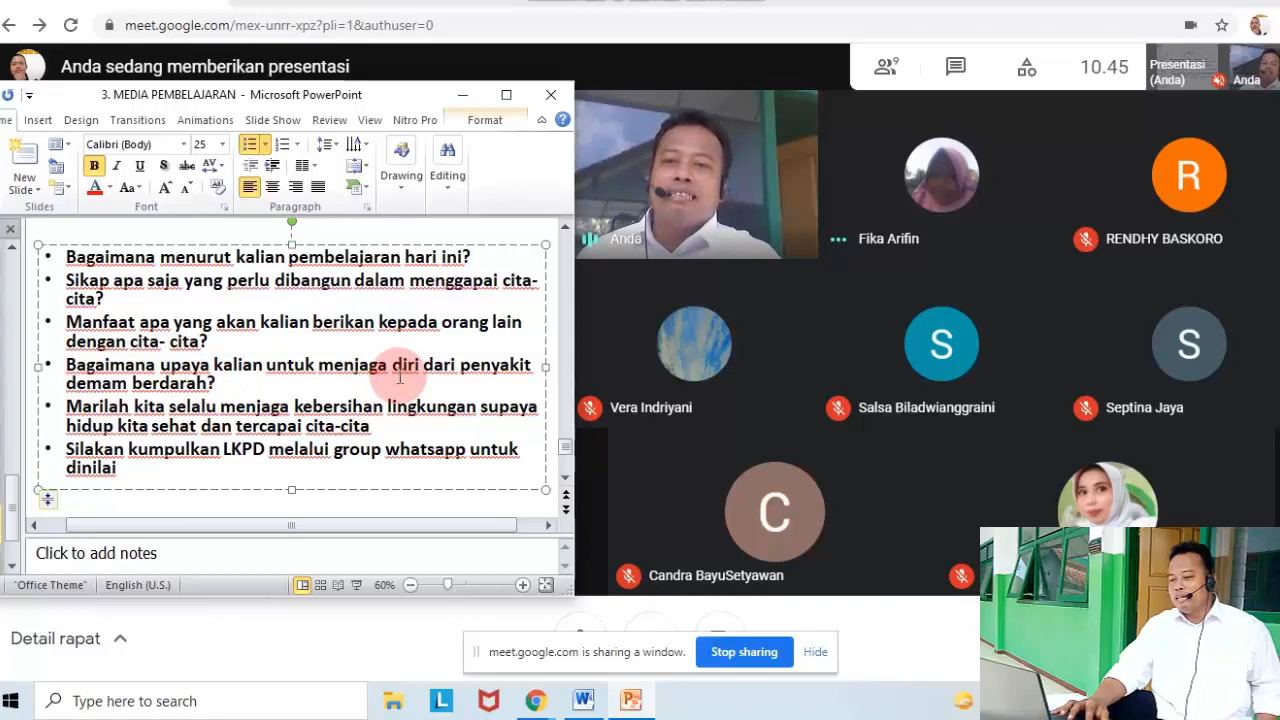 meet.google.com/mex-unrr-xpz?pli=1&authuser=0
Anda sedang memberikan presentasi
9
10.45
Presentasi
(Anda)
Anda
3. MEDIA PEMBELAJARAN - Microsoft PowerPoint
Insert Design Transitions Animations Slide Show Review View Nitro Pro Format
New
Slide
Slides
Calibri (Body) 25
B I U S abc AV
A Aa A A
Font
Paragraph
Drawing
Editing
• Bagaimana menurut kalian pembelajaran hari ini?
• Sikap apa saja yang perlu dibangun dalam menggapai cita-
cita?
• Manfaat apa yang akan kalian berikan kepada orang lain
dengan cita- cita?
• Bagaimana upaya kalian untuk menjaga diri dari penyakit
demam berdarah?
• Marilah kita selalu menjaga kebersihan lingkungan supaya
hidup kita sehat dan tercapai cita-cita
• Silakan kumpulkan LKPD melalui group whatsapp untuk
dinilai
Click to add notes
"Office Theme" English (U.S.) 60%
Anda
Fika Arifin
R
RENDHY BASKORO
Vera Indriyani
S
Salsa Biladwianggraini
S
Septina Jaya
C
Candra BayuSetyawan
Detail rapat
meet.google.com is sharing a window. Stop sharing Hide
Type here to search
L
W
P